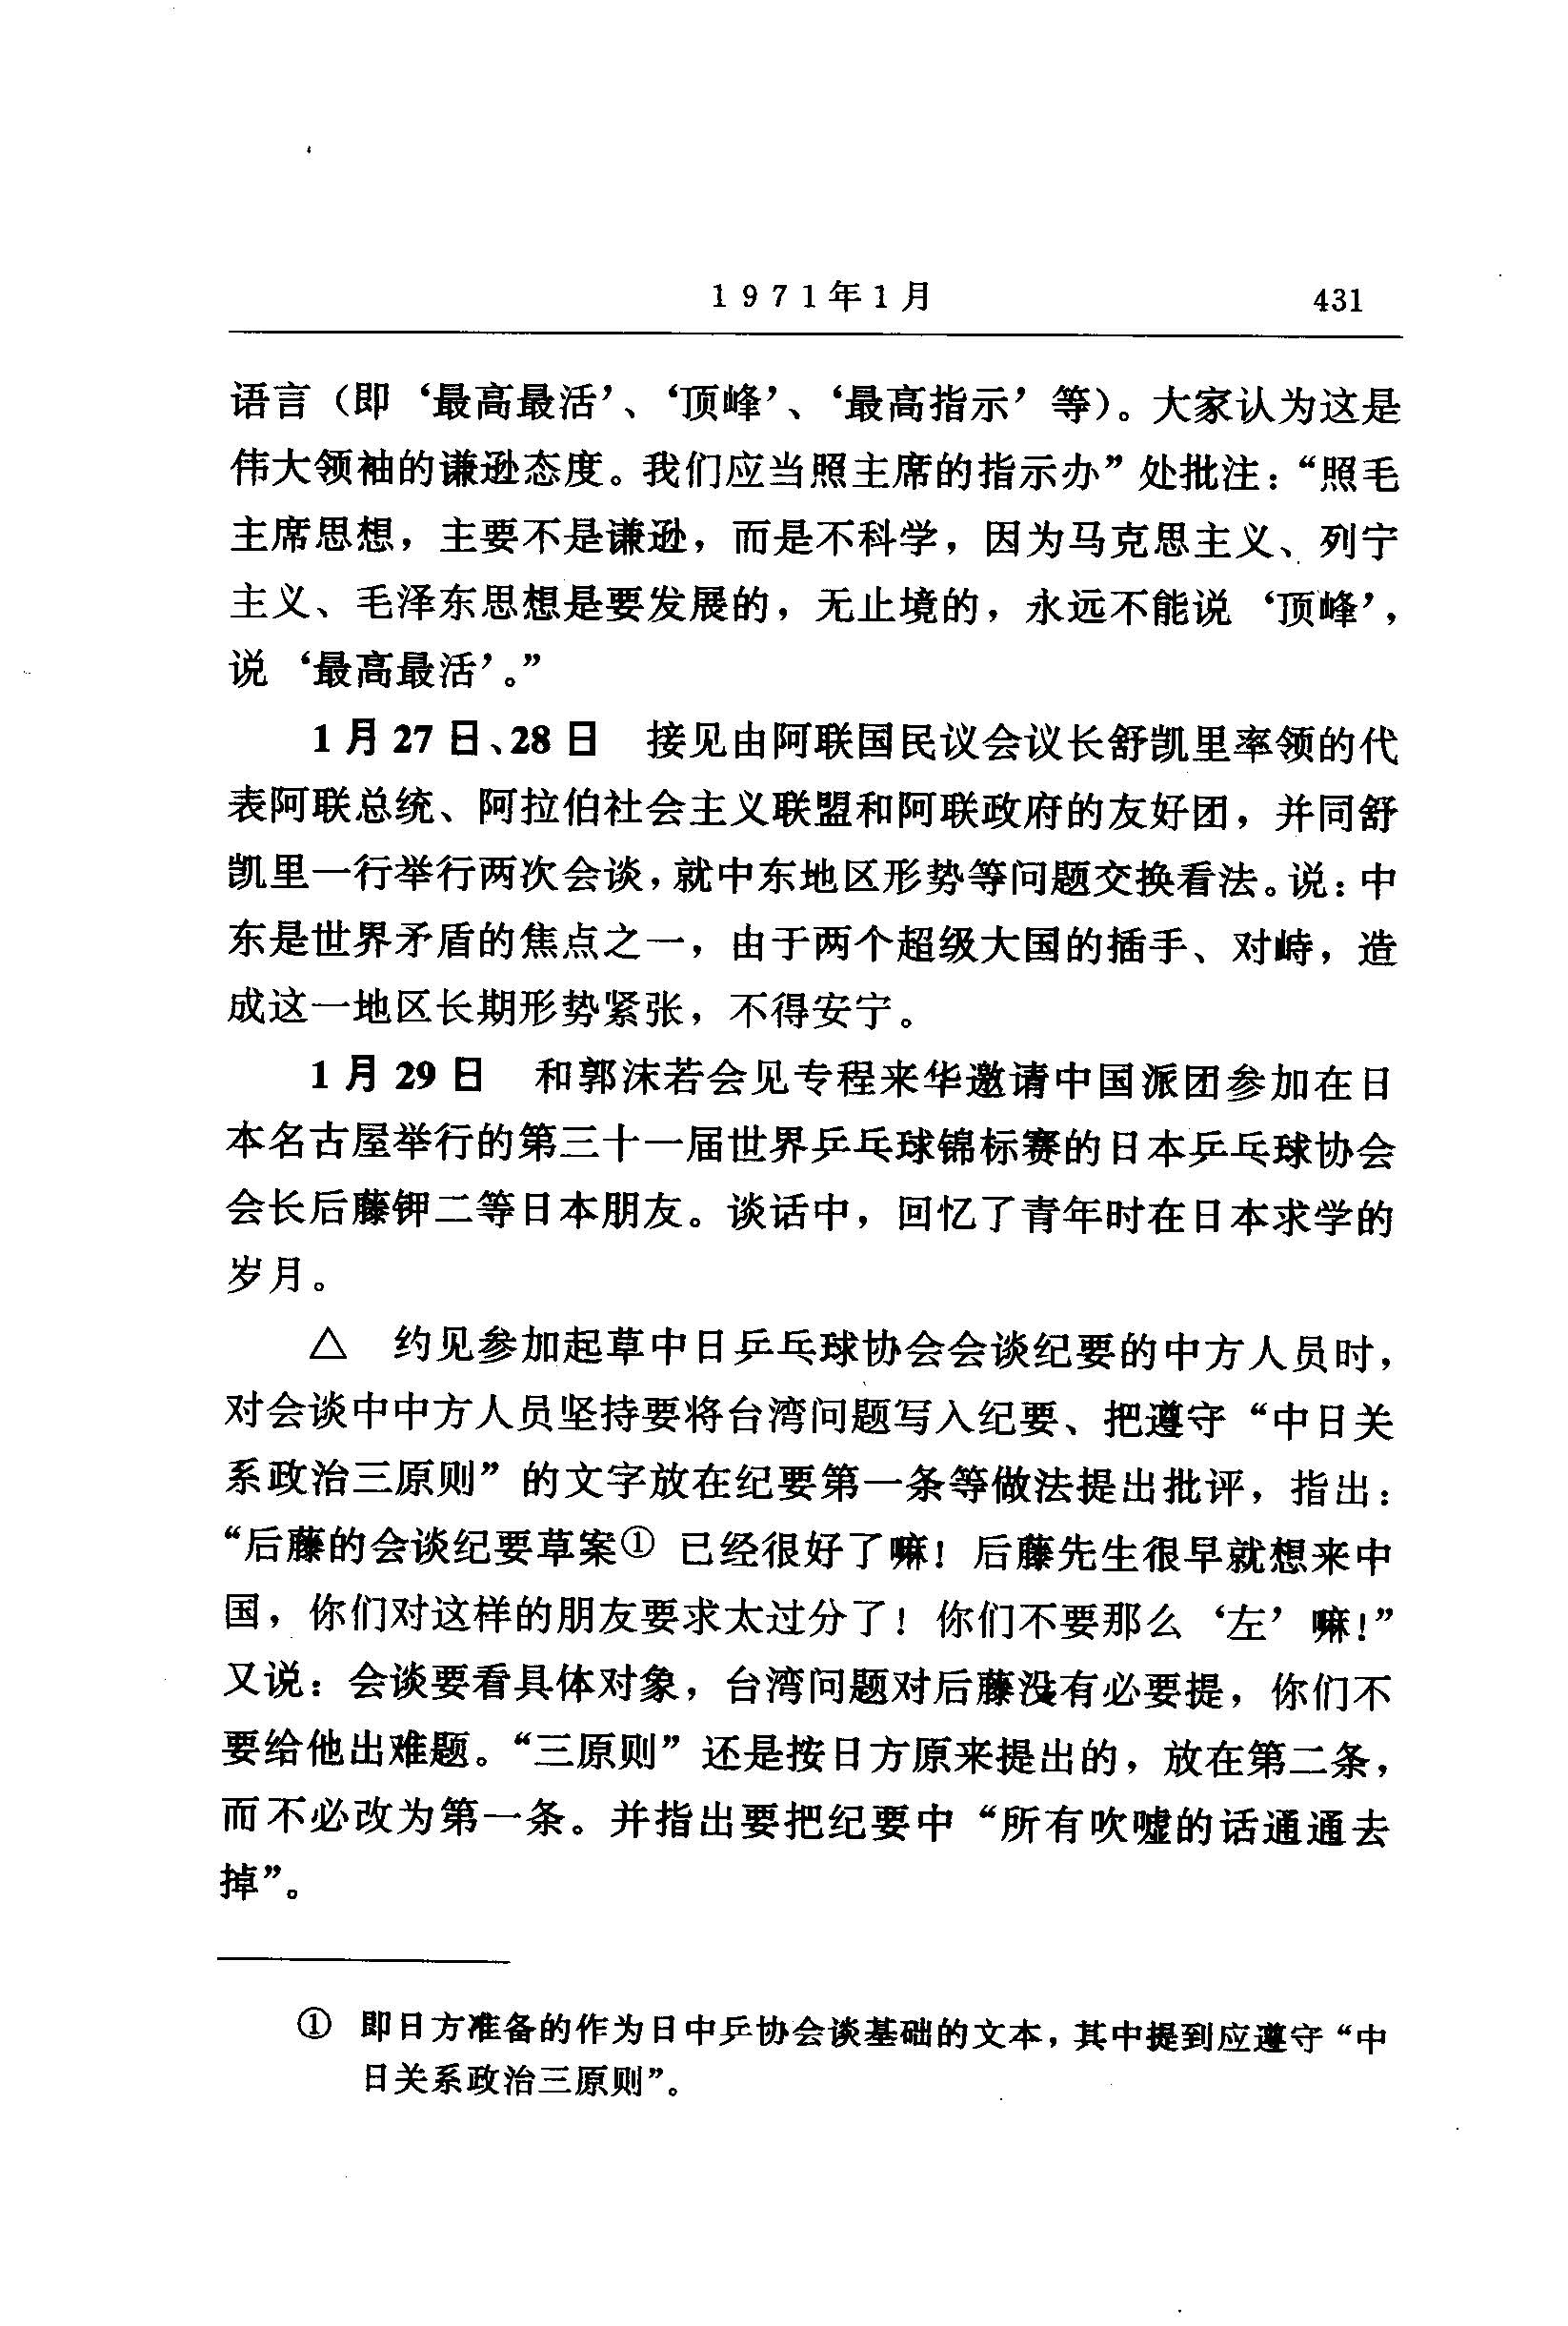 1971年1月 431
语言（即‘最高最活’、‘顶峰’、‘最高指示’等）。大家认为这是
伟大领袖的谦逊态度。我们应当照主席的指示办”处批注：“照毛
主席思想，主要不是谦逊，而是不科学，因为马克思主义、列宁
主义、毛泽东思想是要发展的，无止境的，永远不能说‘顶峰’，
说‘最高最活’。”
1月27日、28日 接见由阿联国民议会议长舒凯里率领的代
表阿联总统、阿拉伯社会主义联盟和阿联政府的友好团，并同舒
凯里一行举行两次会谈，就中东地区形势等问题交换看法。说：中
东是世界矛盾的焦点之一，由于两个超级大国的插手、对峙，造
成这一地区长期形势紧张，不得安宁。
1月29日 和郭沫若会见专程来华邀请中国派团参加在日
本名古屋举行的第三十一届世界乒乓球锦标赛的日本乒乓球协会
会长后藤钾二等日本朋友。谈话中，回忆了青年时在日本求学的
岁月。
△ 约见参加起草中日乒乓球协会会谈纪要的中方人员时，
对会谈中中方人员坚持要将台湾问题写入纪要、把遵守“中日关
系政治三原则”的文字放在纪要第一条等做法提出批评，指出：
“后藤的会谈纪要草案① 已经很好了嘛！后藤先生很早就想来中
国，你们对这样的朋友要求太过分了！你们不要那么‘左’嘛！”
又说：会谈要看具体对象，台湾问题对后藤没有必要提，你们不
要给他出难题。“三原则”还是按日方原来提出的，放在第二条，
而不必改为第一条。并指出要把纪要中“所有吹嘘的话通通去
掉”。
① 即日方准备的作为日中乒协会谈基础的文本，其中提到应遵守“中
日关系政治三原则”。